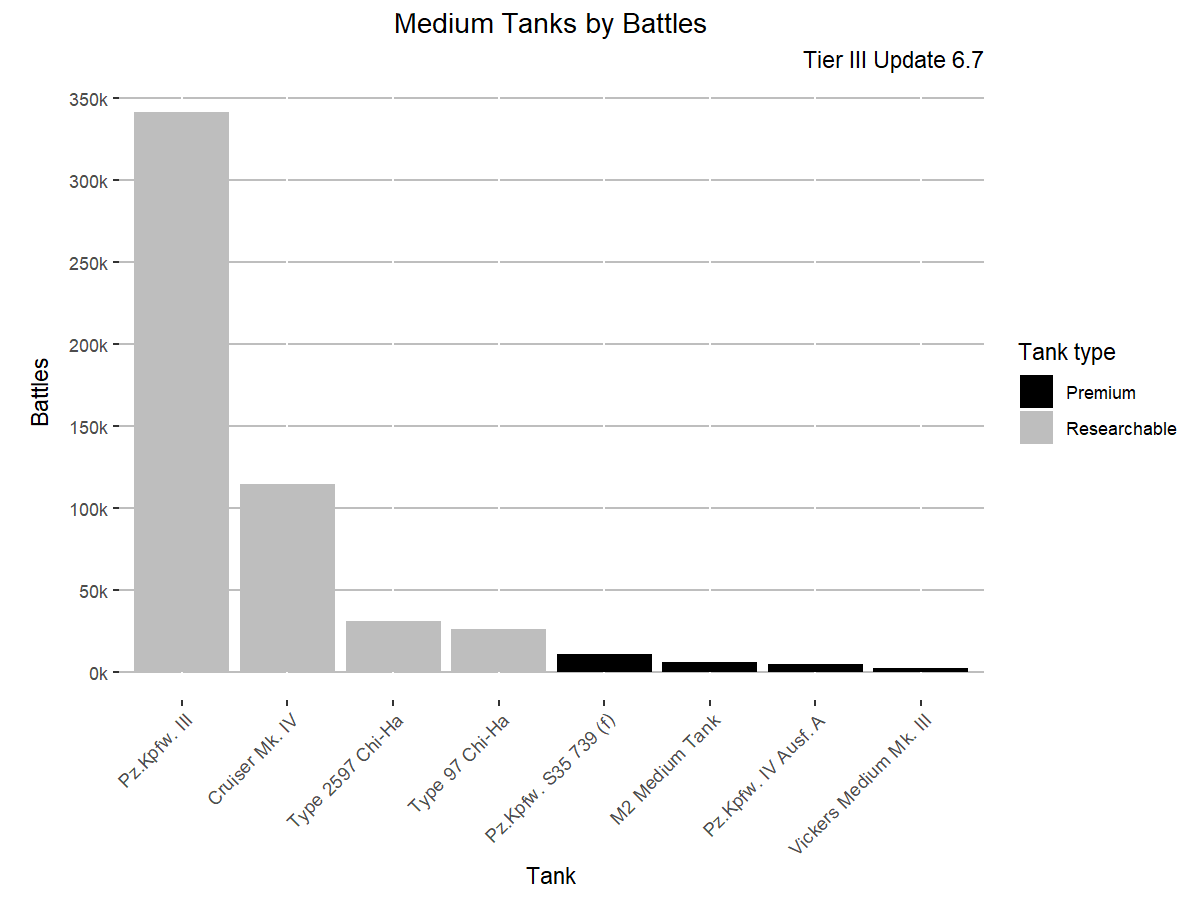 Medium Tanks by Battles
Tier III Update 6.7
350k
300k
250k
200k
150k
100k
50k
0k
Battles
Pz.Kpfw. III
Cruiser Mk. IV
Type 2597 Chi-Ha
Type 97 Chi-Ha
Pz.Kpfw. S35 739 (f)
M2 Medium Tank
Pz.Kpfw. IV Ausf. A
Vickers Medium Mk. III
Tank
Tank type
Premium
Researchable